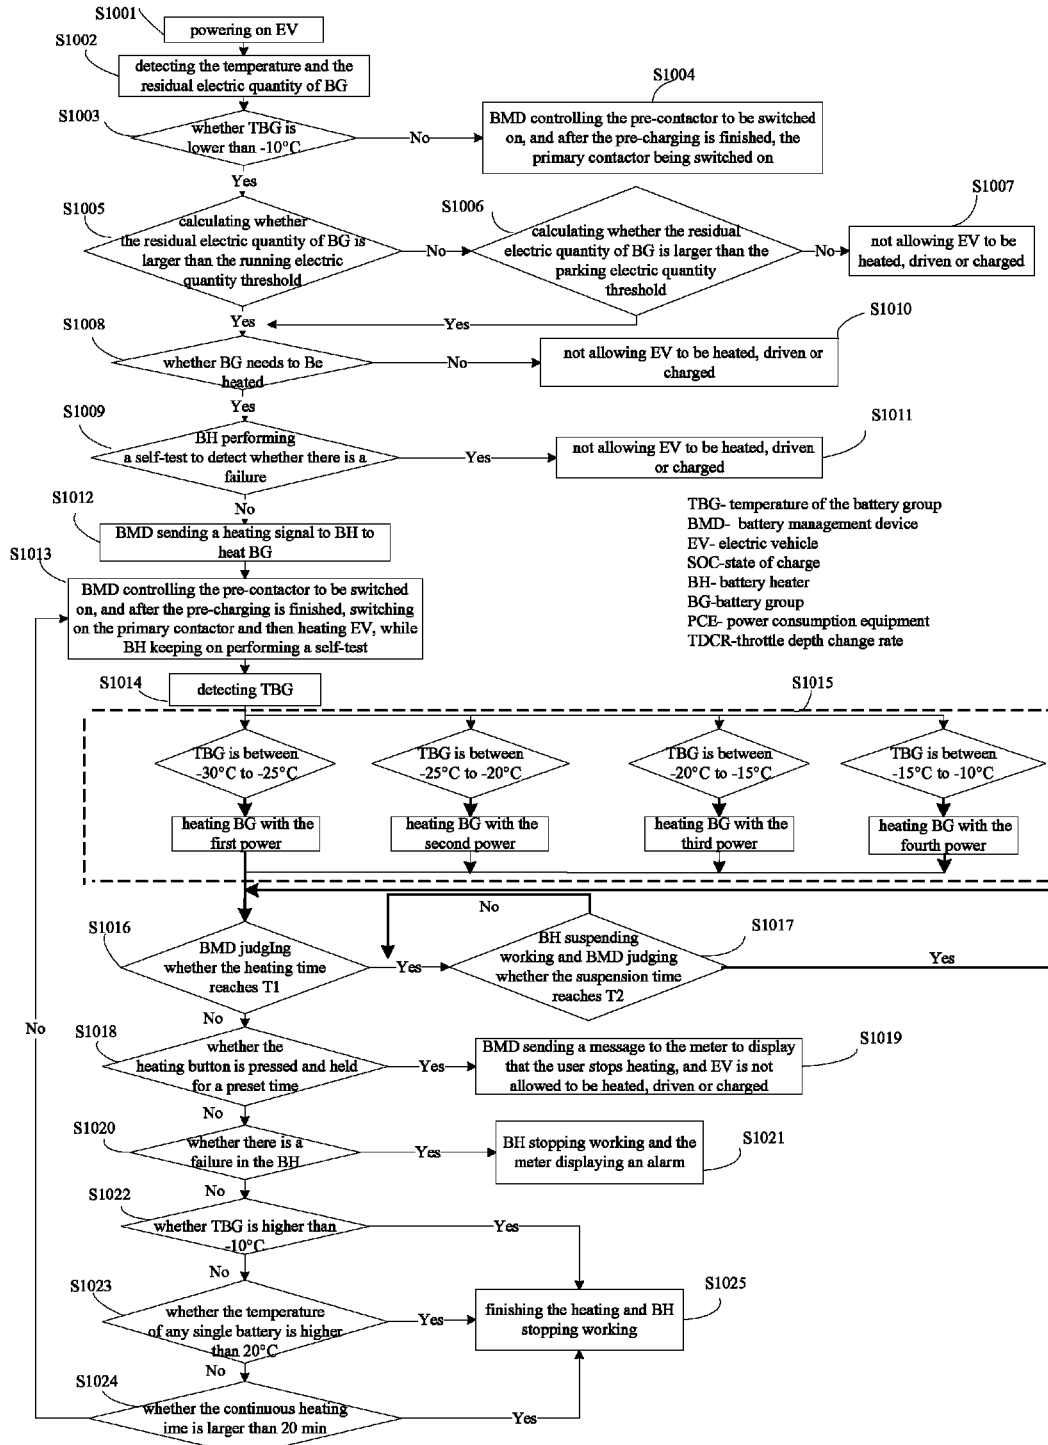 S1001
powering on EV
S1002
detecting the temperature and the
residual electric quantity of BG
S1003
whether TBG is
lower than -10°C
No
S1004
BMD controlling the pre-contactor to be switched
on, and after the pre-charging is finished, the
primary contactor being switched on
Yes
S1005
calculating whether
the residual electric quantity of BG is
larger than the running electric
quantity threshold
No
S1006
calculating whether the residual
electric quantity of BG is larger than the
parking electric quantity
threshold
No
S1007
not allowing EV to be
heated, driven or charged
Yes
Yes
S1008
whether BG needs to Be
heated
No
S1010
not allowing EV to be heated, driven or
charged
Yes
S1009
BH performing
a self-test to detect whether there is a
failure
Yes
S1011
not allowing EV to be heated, driven
or charged
No
S1012
BMD sending a heating signal to BH to
heat BG
S1013
BMD controlling the pre-contactor to be switched
on, and after the pre-charging is finished, switching
on the primary contactor and then heating EV, while
BH keeping on performing a self-test
TBG- temperature of the battery group
BMD- battery management device
EV- electric vehicle
SOC-state of charge
BH- battery heater
BG-battery group
PCE- power consumption equipment
TDCR-throttle depth change rate
S1014
detecting TBG
S1015
TBG is between
-30°C to -25°C
TBG is between
-25°C to -20°C
TBG is between
-20°C to -15°C
TBG is between
-15°C to -10°C
heating BG with the
first power
heating BG with the
second power
heating BG with the
third power
heating BG with the
fourth power
S1016
BMD judgIng
whether the heating time
reaches T1
Yes
No
S1017
BH suspending
working and BMD judging
whether the suspension time
reaches T2
Yes
No
No
S1018
whether the
heating button is pressed and held
for a preset time
Yes
S1019
BMD sending a message to the meter to display
that the user stops heating, and EV is not
allowed to be heated, driven or charged
No
S1020
whether there is a
failure in the BH
Yes
S1021
BH stopping working and the
meter displaying an alarm
No
S1022
whether TBG is higher than
-10°C
Yes
No
S1023
whether the temperature
of any single battery is higher
than 20°C
Yes
S1025
finishing the heating and BH
stopping working
No
S1024
whether the continuous heating
ime is larger than 20 min
Yes